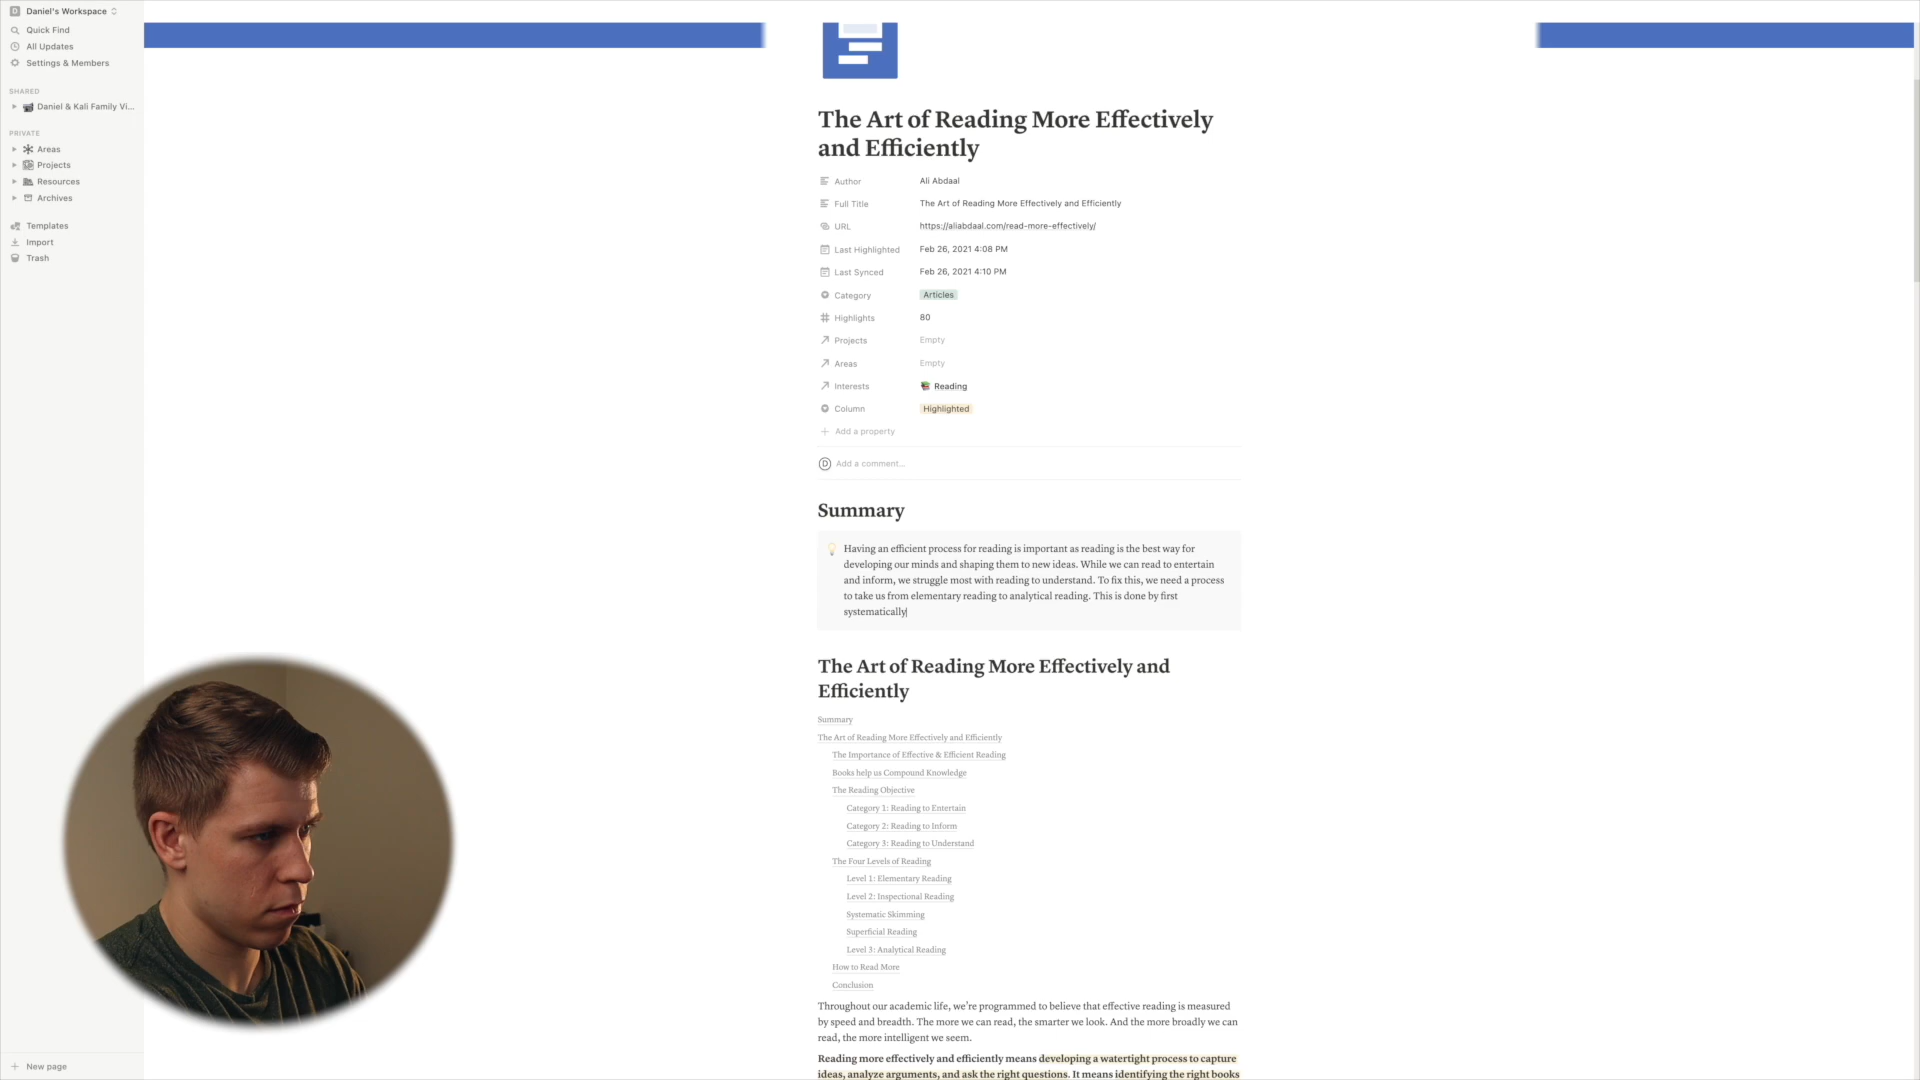 D Daniel's Workspace
Quick Find
All Updates
Settings & Members
SHARED
Daniel & Kali Family Vi...
PRIVATE
Areas
Projects
Resources
Archives
Templates
Import
Trash
New page
The Art of Reading More Effectively
and Efficiently
Author Ali Abdaal
Full Title The Art of Reading More Effectively and Efficiently
URL https://aliabdaal.com/read-more-effectively/
Last Highlighted Feb 26, 2021 4:08 PM
Last Synced Feb 26, 2021 4:10 PM
Category Articles
Highlights 80
Projects Empty
Areas Empty
Interests Reading
Column Highlighted
Add a property
D Add a comment...
Summary
Having an efficient process for reading is important as reading is the best way for
developing our minds and shaping them to new ideas. While we can read to entertain
and inform, we struggle most with reading to understand. To fix this, we need a process
to take us from elementary reading to analytical reading. This is done by first
systematically
The Art of Reading More Effectively and
Efficiently
Summary
The Art of Reading More Effectively and Efficiently
The Importance of Effective & Efficient Reading
Books help us Compound Knowledge
The Reading Objective
Category 1: Reading to Entertain
Category 2: Reading to Inform
Category 3: Reading to Understand
The Four Levels of Reading
Level 1: Elementary Reading
Level 2: Inspectional Reading
Systematic Skimming
Superficial Reading
Level 3: Analytical Reading
How to Read More
Conclusion
Throughout our academic life, we're programmed to believe that effective reading is measured
by speed and breadth. The more we can read, the smarter we look. And the more broadly we can
read, the more intelligent we seem.
Reading more effectively and efficiently means developing a watertight process to capture
ideas, analyze arguments, and ask the right questions. It means identifying the right books